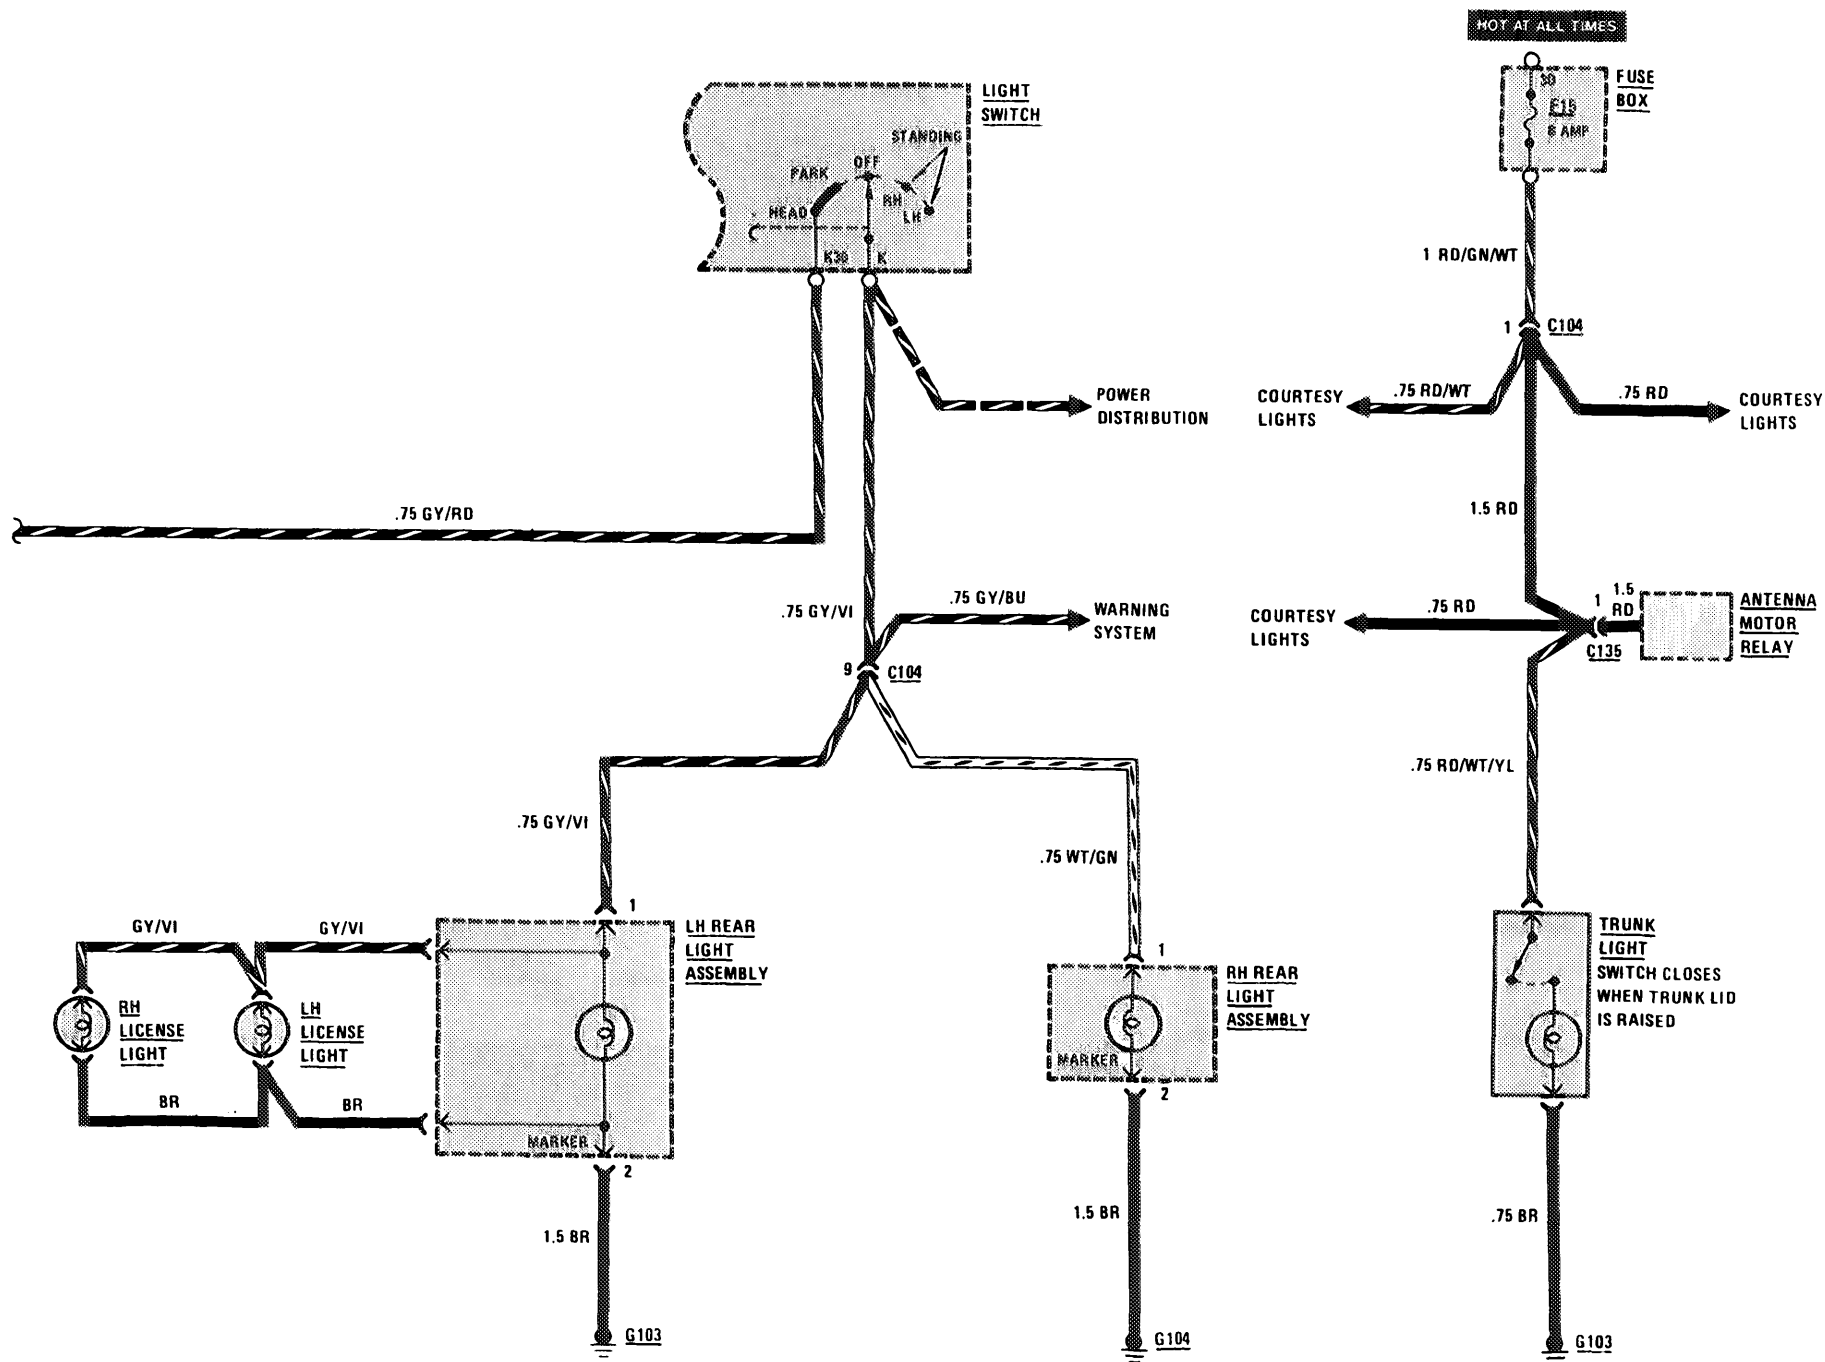 HOT AT ALL TIMES
30
F15
8 AMP
FUSE
BOX
LIGHT
SWITCH
STANDING
OFF
PARK
RH
LH
HEAD
K30
K
1 RD/GN/WT
1
C104
.75 RD/WT
.75 RD
COURTESY
LIGHTS
COURTESY
LIGHTS
POWER
DISTRIBUTION
.75 GY/RD
1.5 RD
.75 GY/VI
.75 GY/BU
WARNING
SYSTEM
COURTESY
LIGHTS
.75 RD
1
1.5
RD
C135
ANTENNA
MOTOR
RELAY
9
C104
.75 RD/WT/YL
.75 GY/VI
.75 WT/GN
GY/VI
GY/VI
1
LH REAR
LIGHT
ASSEMBLY
1
RH REAR
LIGHT
ASSEMBLY
TRUNK
LIGHT
SWITCH CLOSES
WHEN TRUNK LID
IS RAISED
RH
LICENSE
LIGHT
LH
LICENSE
LIGHT
MARKER
2
BR
BR
MARKER
2
1.5 BR
1.5 BR
.75 BR
G103
G104
G103